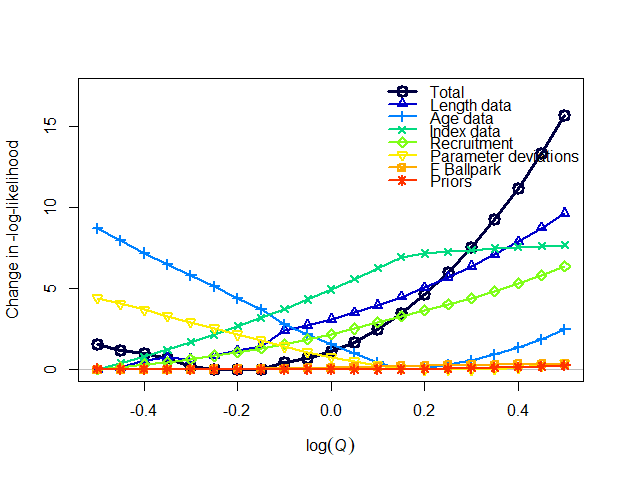 Total
Length data
Age data
Index data
Recruitment
Parameter deviations
F Ballpark
Priors
Change in -log-likelihood
0
5
10
15
-0.4
-0.2
0.0
0.2
0.4
log(Q)